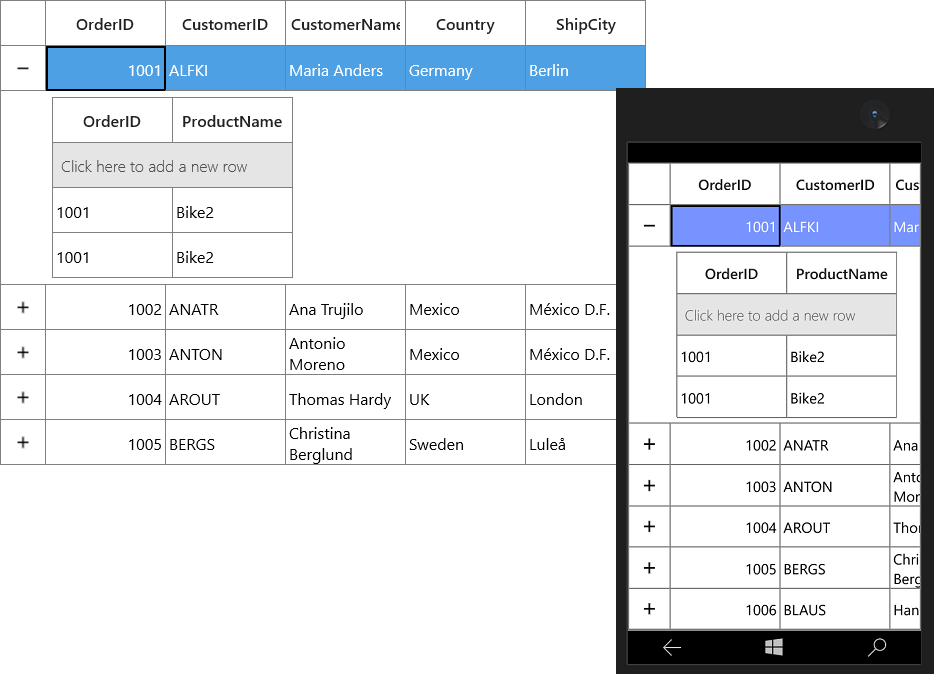 OrderID CustomerID CustomerName Country ShipCity
− 1001 ALFKI Maria Anders Germany Berlin
OrderID ProductName
Click here to add a new row
1001 Bike2
1001 Bike2
+ 1002 ANATR Ana Trujilo Mexico México D.F.
+ 1003 ANTON Antonio Moreno Mexico México D.F.
+ 1004 AROUT Thomas Hardy UK London
+ 1005 BERGS Christina Berglund Sweden Luleå
OrderID CustomerID Cus
− 1001 ALFKI Mar
OrderID ProductName
Click here to add a new row
1001 Bike2
1001 Bike2
+ 1002 ANATR Ana
+ 1003 ANTON Anto Mor
+ 1004 AROUT Thor
+ 1005 BERGS Chri Berg
+ 1006 BLAUS Han